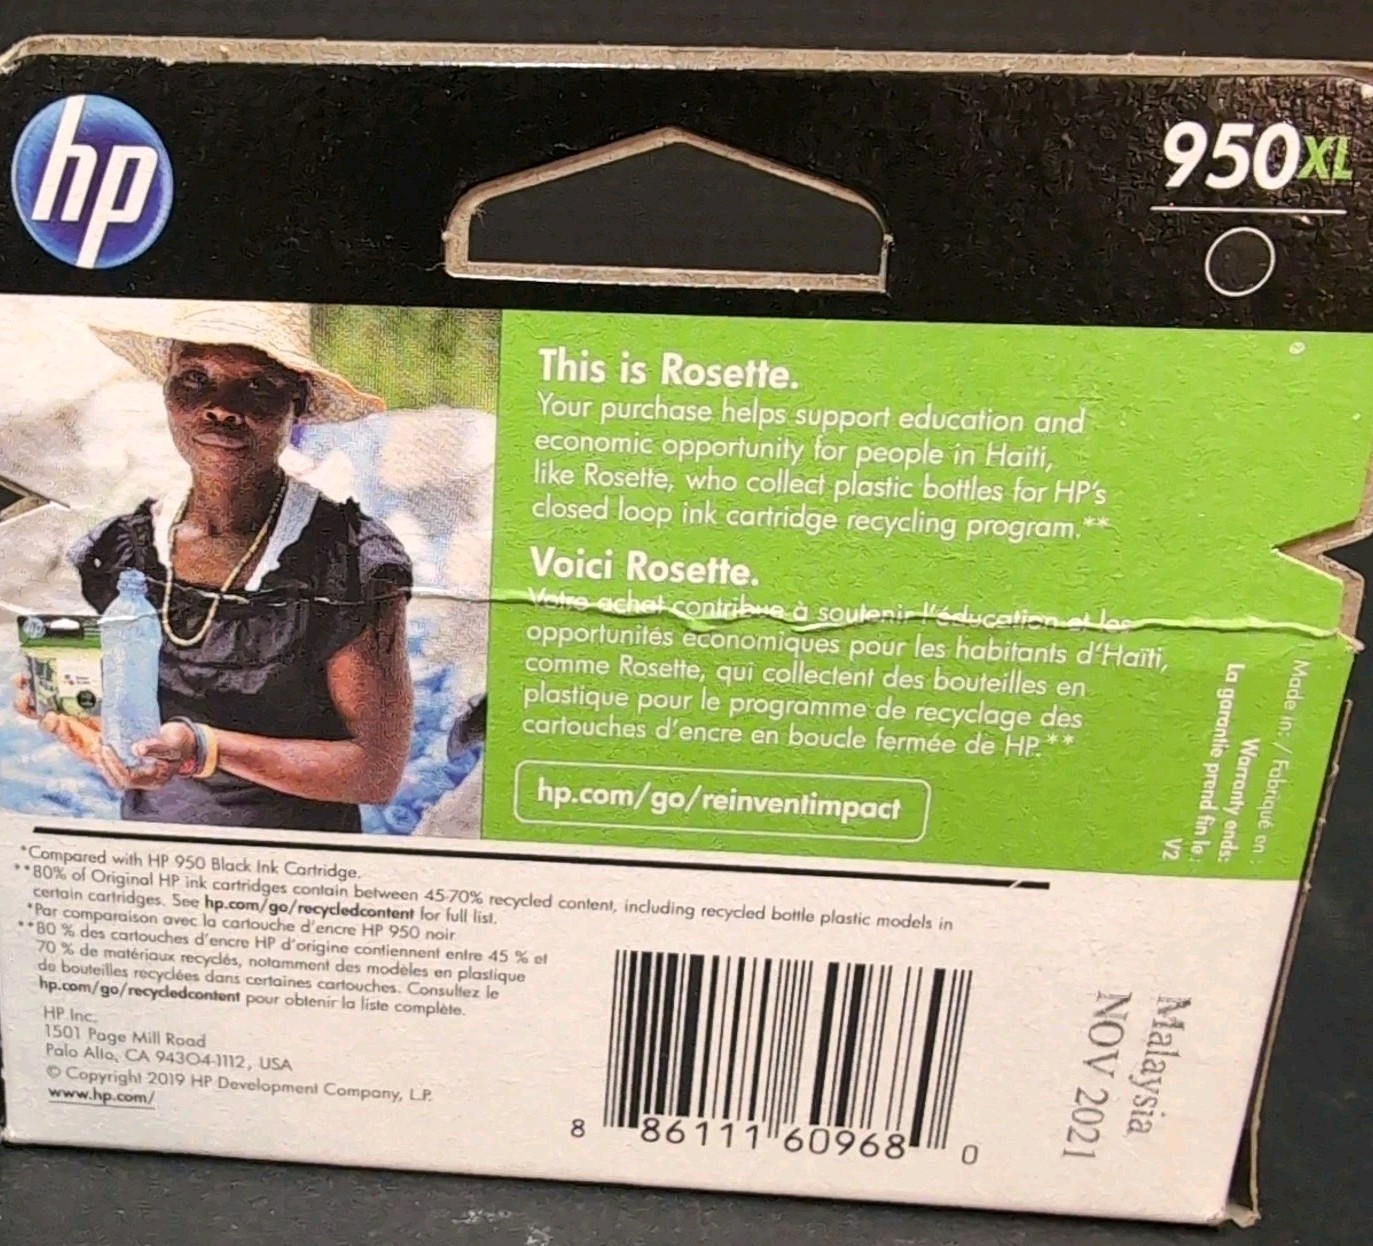 hp
950XL
This is Rosette.
Your purchase helps support education and
economic opportunity for people in Haiti,
like Rosette, who collect plastic bottles for HP's
closed loop ink cartridge recycling program.**
Voici Rosette.
Votre achat contribue à soutenir l'éducation et les
opportunités économiques pour les habitants d'Haïti,
comme Rosette, qui collectent des bouteilles en
plastique pour le programme de recyclage des
cartouches d'encre en boucle fermée de HP.**
hp.com/go/reinventimpact
Made in: / Fabriqué en :
Warranty ends:
La garantie prend fin le :
V2
*Compared with HP 950 Black Ink Cartridge.
**80% of Original HP ink cartridges contain between 45-70% recycled content, including recycled bottle plastic models in
certain cartridges. See hp.com/go/recycledcontent for full list.
*Par comparaison avec la cartouche d'encre HP 950 noir
**80 % des cartouches d'encre HP d'origine contiennent entre 45 % et
70 % de matériaux recyclés, notamment des modèles en plastique
de bouteilles recyclées dans certaines cartouches. Consultez le
hp.com/go/recycledcontent pour obtenir la liste complète.
HP Inc.
1501 Page Mill Road
Palo Alto, CA 94304-1112, USA
© Copyright 2019 HP Development Company, L.P.
www.hp.com/
8 86111 60968 0
Malaysia
NOV 2021